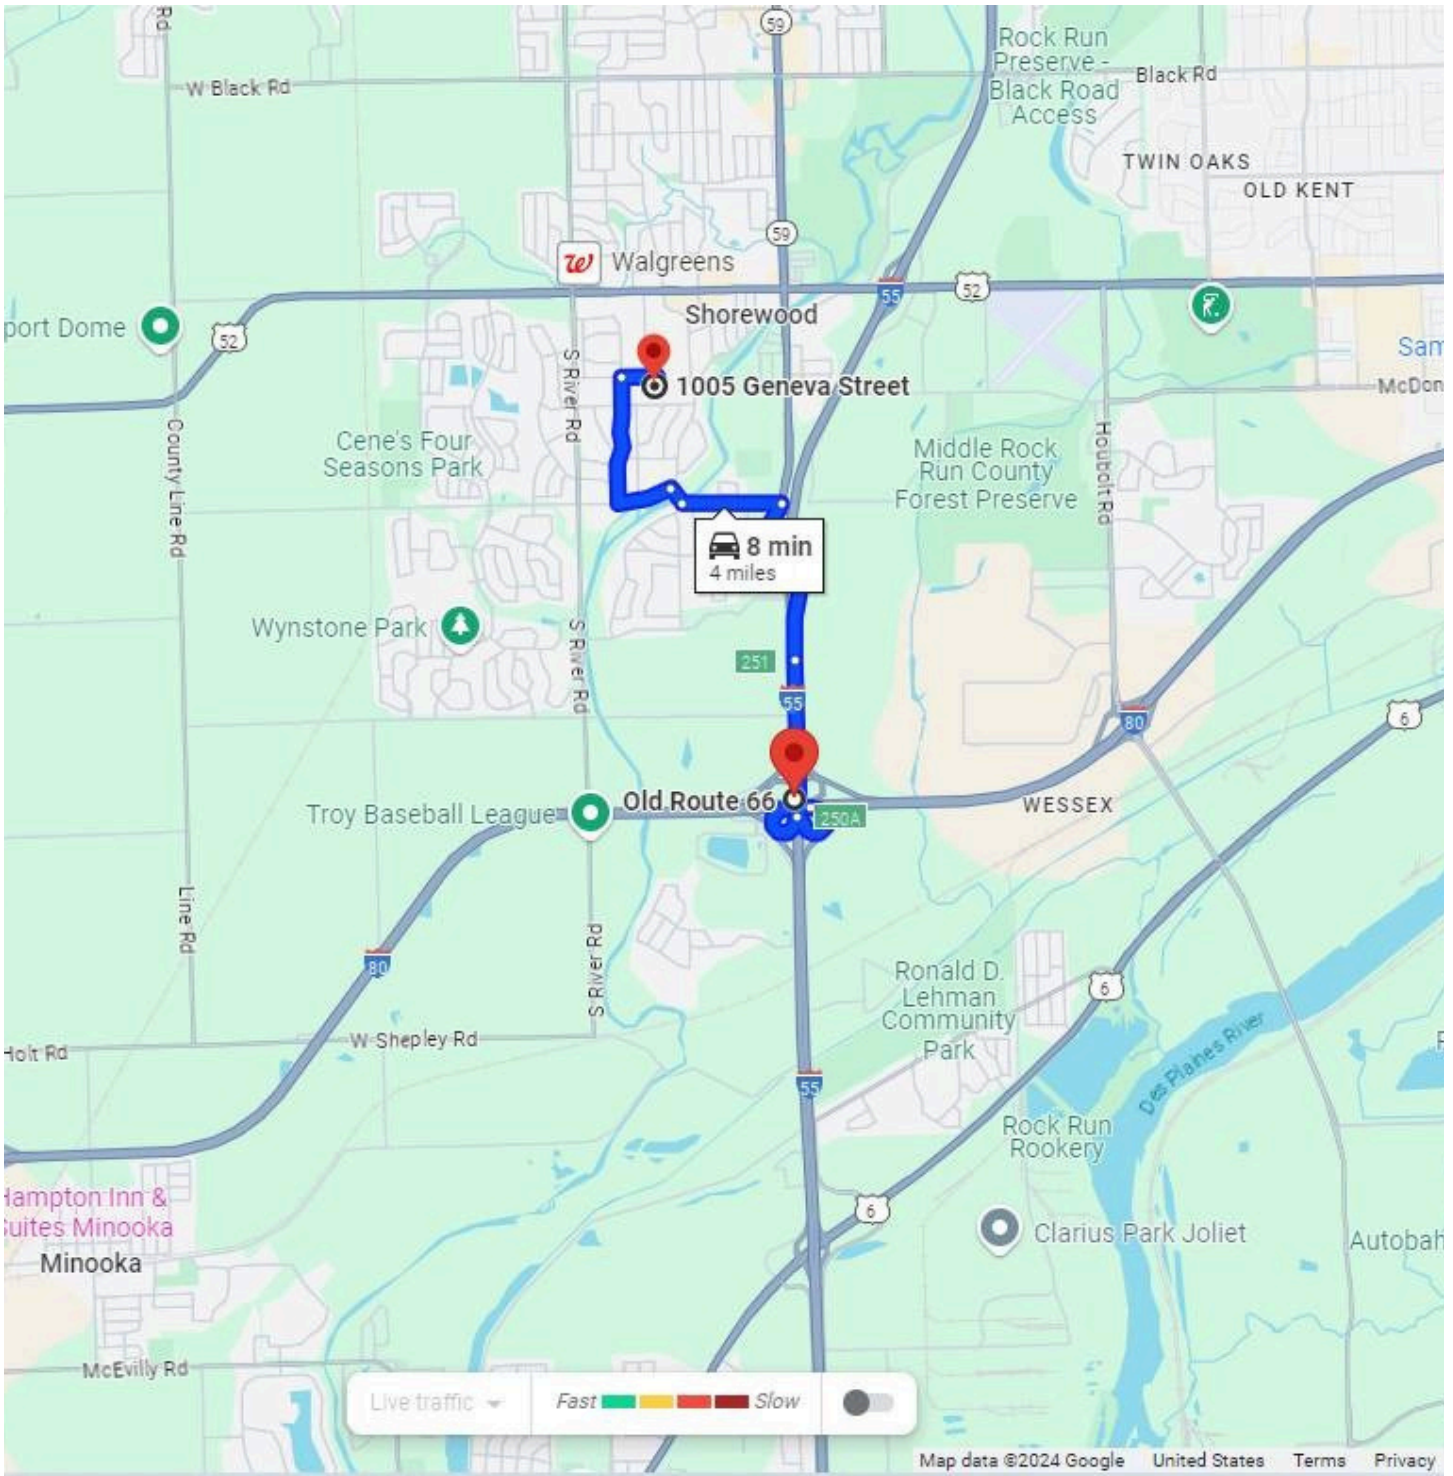 Rd
59
Rock Run
Preserve -
Black Road
Access
W Black Rd
Black Rd
TWIN OAKS
OLD KENT
59
Walgreens
55
52
Shorewood
port Dome
52
Sam
S River Rd
1005 Geneva Street
McDon
County Line Rd
Cene's Four
Seasons Park
Middle Rock
Run County
Forest Preserve
Houbolt Rd
8 min
4 miles
Wynstone Park
S River Rd
251
55
80
6
Old Route 66
250A
WESSEX
Troy Baseball League
Line Rd
80
S River Rd
Ronald D.
Lehman
Community
Park
6
Holt Rd
W Shepley Rd
55
Des Plaines River
Rock Run
Rookery
Hampton Inn &
Suites Minooka
Minooka
6
Clarius Park Joliet
Autobah
McEvilly Rd
Live traffic
Fast
Slow
Map data ©2024 Google
United States
Terms
Privacy